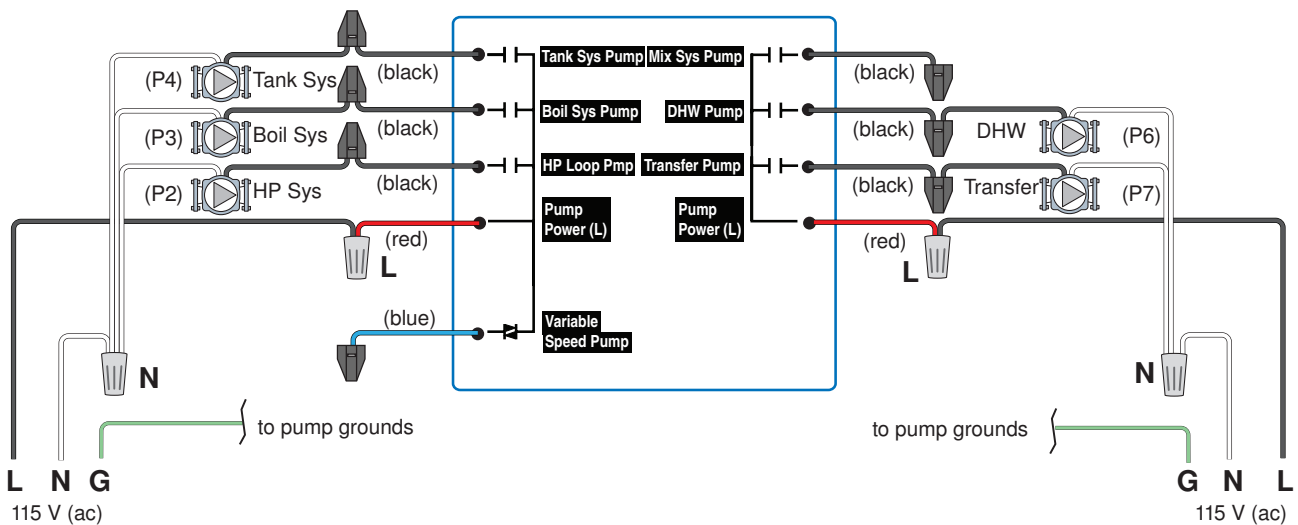 (P4) Tank Sys (black) Tank Sys Pump Mix Sys Pump (black)
(P3) Boil Sys (black) Boil Sys Pump DHW Pump (black) DHW (P6)
(P2) HP Sys (black) HP Loop Pmp Transfer Pump (black) Transfer (P7)
(red) L Pump Pump (red) L
Power (L) Power (L)
(blue) Variable
Speed Pump
N N
to pump grounds to pump grounds
L N G G N L
115 V (ac) 115 V (ac)